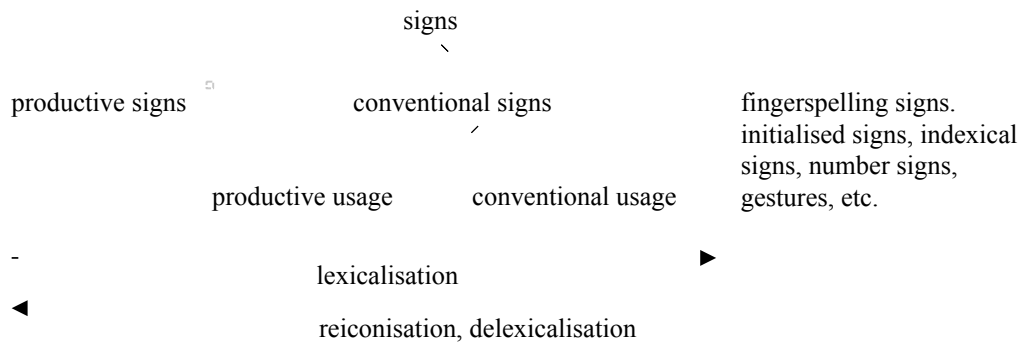 signs
productive signs
conventional signs
fingerspelling signs.
initialised signs, indexical
signs, number signs,
gestures, etc.
productive usage
conventional usage
lexicalisation
reiconisation, delexicalisation